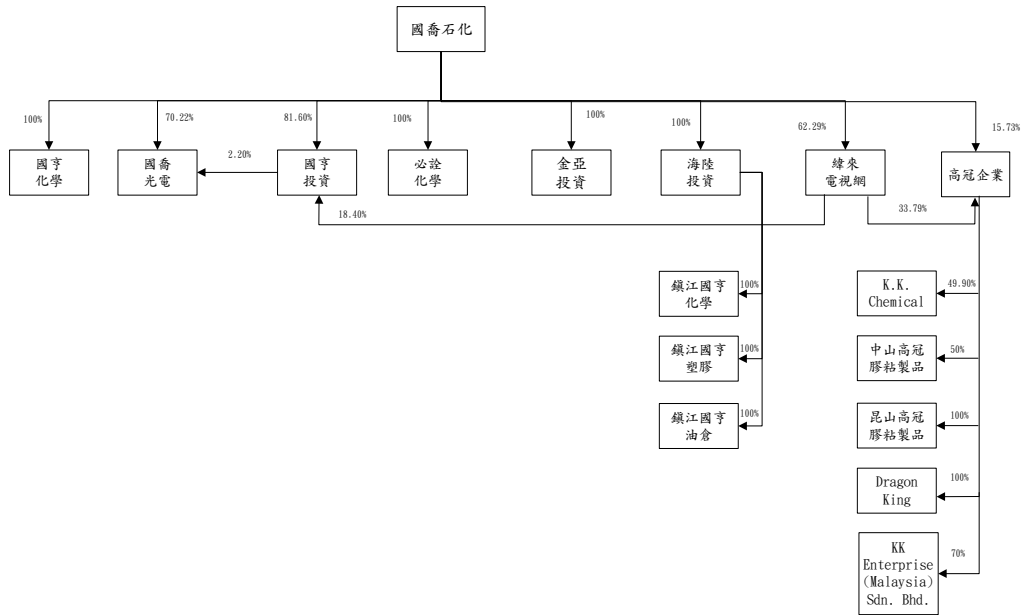 國喬石化
100%
70.22%
81.60%
100%
100%
100%
62.29%
15.73%
國亨
化學
國喬
光電
2.20%
國亨
投資
必詮
化學
金亞
投資
海陸
投資
緯來
電視網
高冠企業
18.40%
33.79%
鎮江國亨
化學
100%
K.K.
Chemical
49.90%
鎮江國亨
塑膠
100%
中山高冠
膠粘製品
50%
鎮江國亨
油倉
100%
昆山高冠
膠粘製品
100%
Dragon
King
100%
KK
Enterprise
(Malaysia)
Sdn. Bhd.
70%